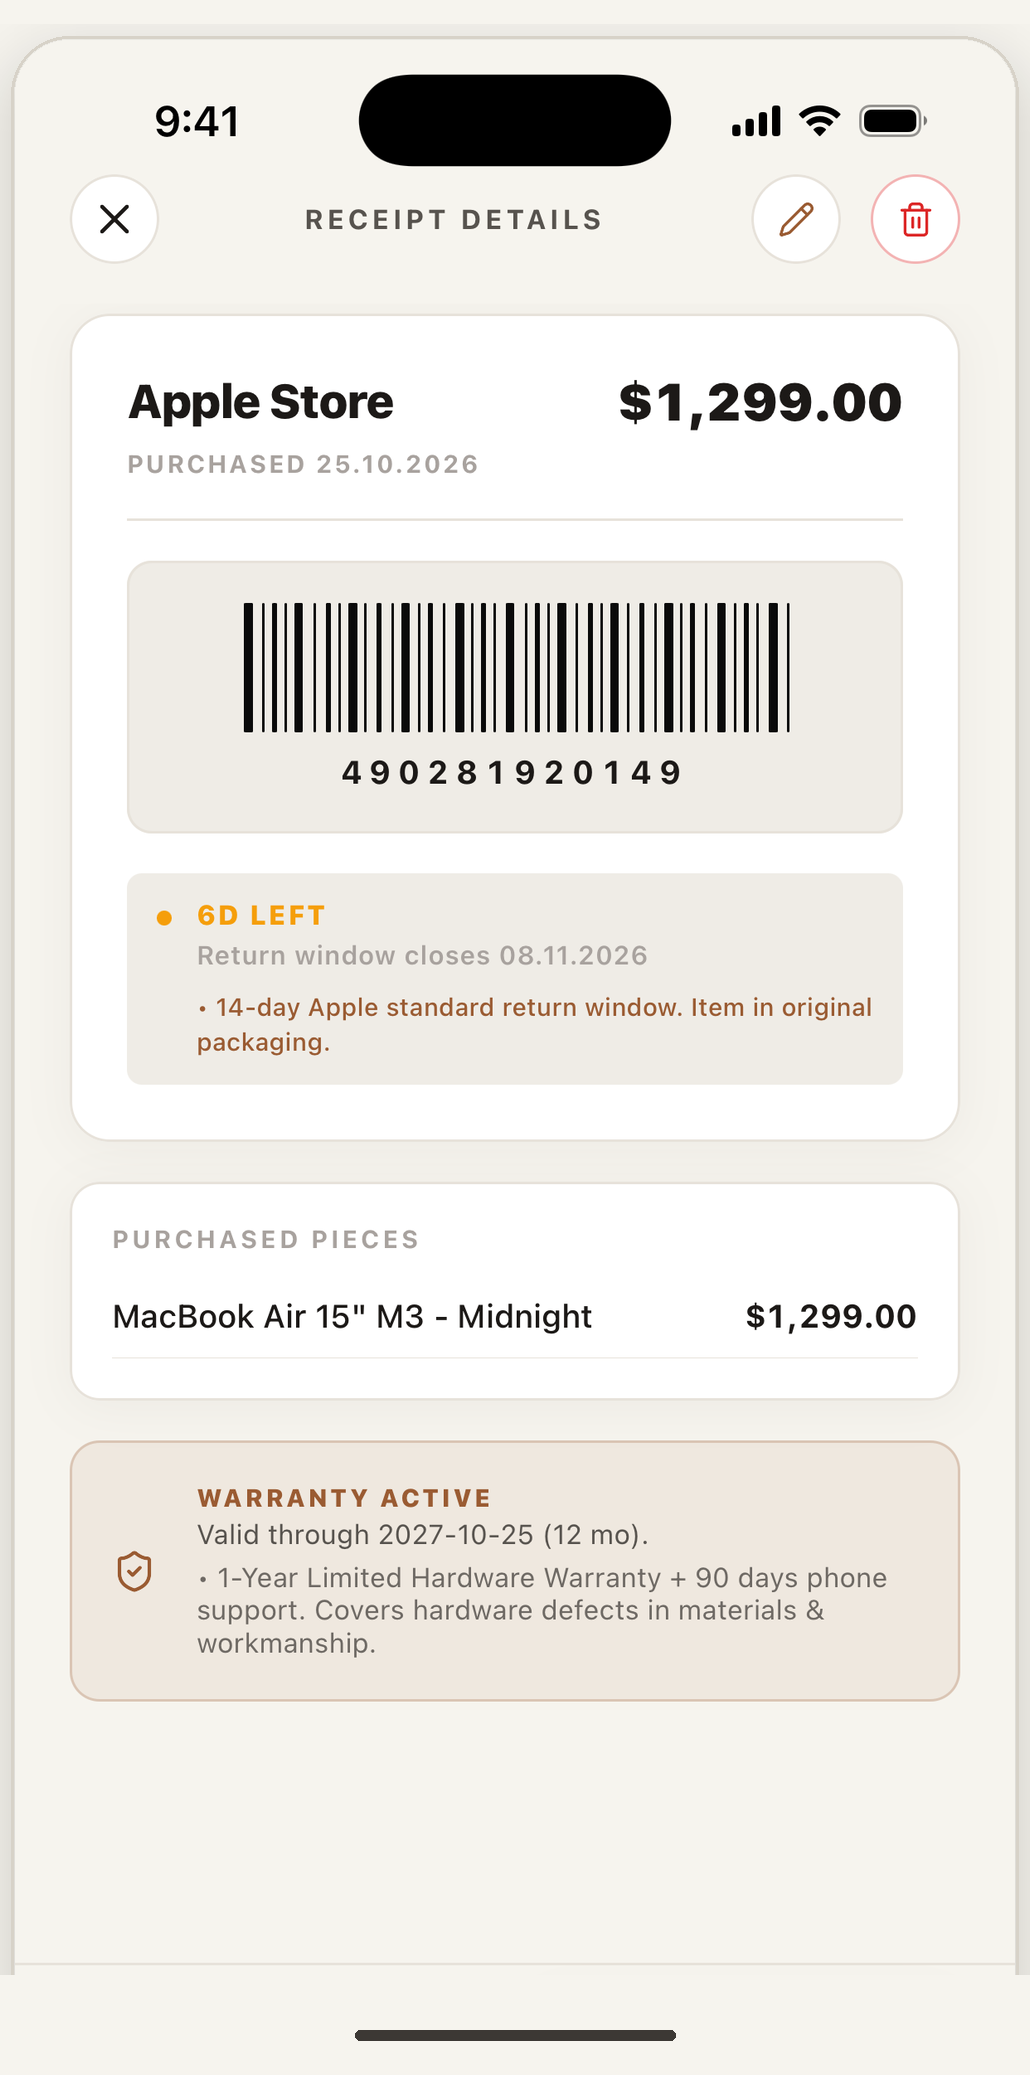 9:41
RECEIPT DETAILS
Apple Store $1,299.00
PURCHASED 25.10.2026
490281920149
6D LEFT
Return window closes 08.11.2026
• 14-day Apple standard return window. Item in original
packaging.
PURCHASED PIECES
MacBook Air 15" M3 - Midnight $1,299.00
WARRANTY ACTIVE
Valid through 2027-10-25 (12 mo).
• 1-Year Limited Hardware Warranty + 90 days phone
support. Covers hardware defects in materials &
workmanship.